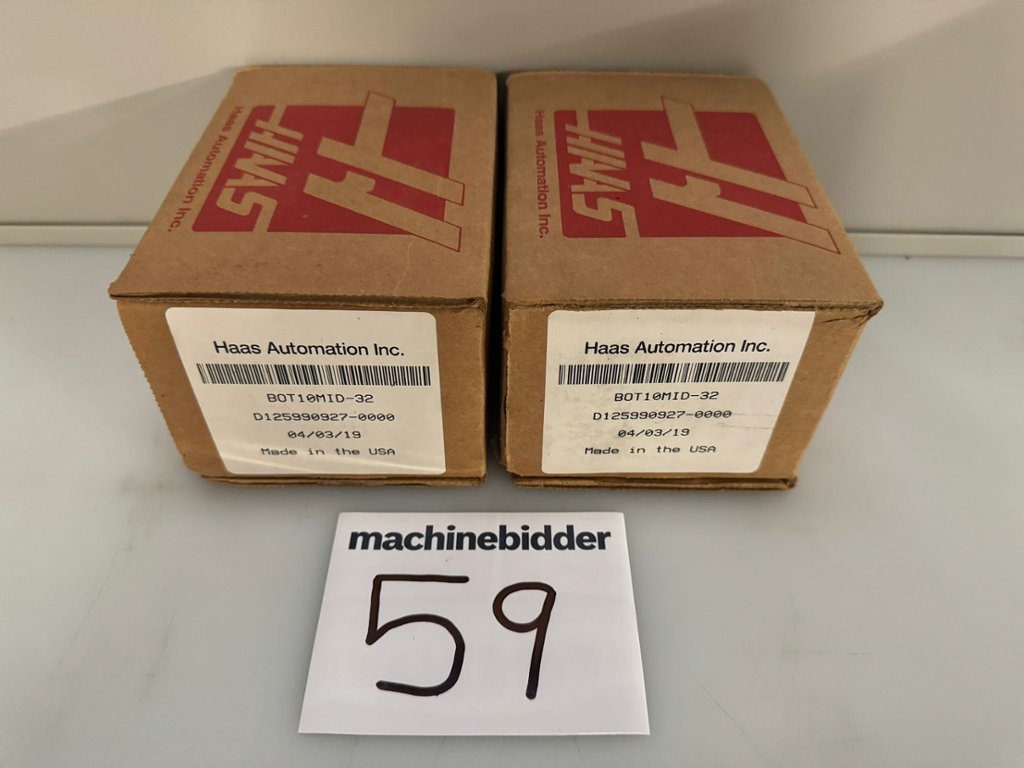 HAAS
Haas Automation Inc.
HAAS
Haas Automation Inc.
Haas Automation Inc.
BOT10MID-32
D125990927-0000
04/03/19
Made in the USA
Haas Automation Inc.
BOT10MID-32
D125990927-0000
04/03/19
Made in the USA
machinebidder
59